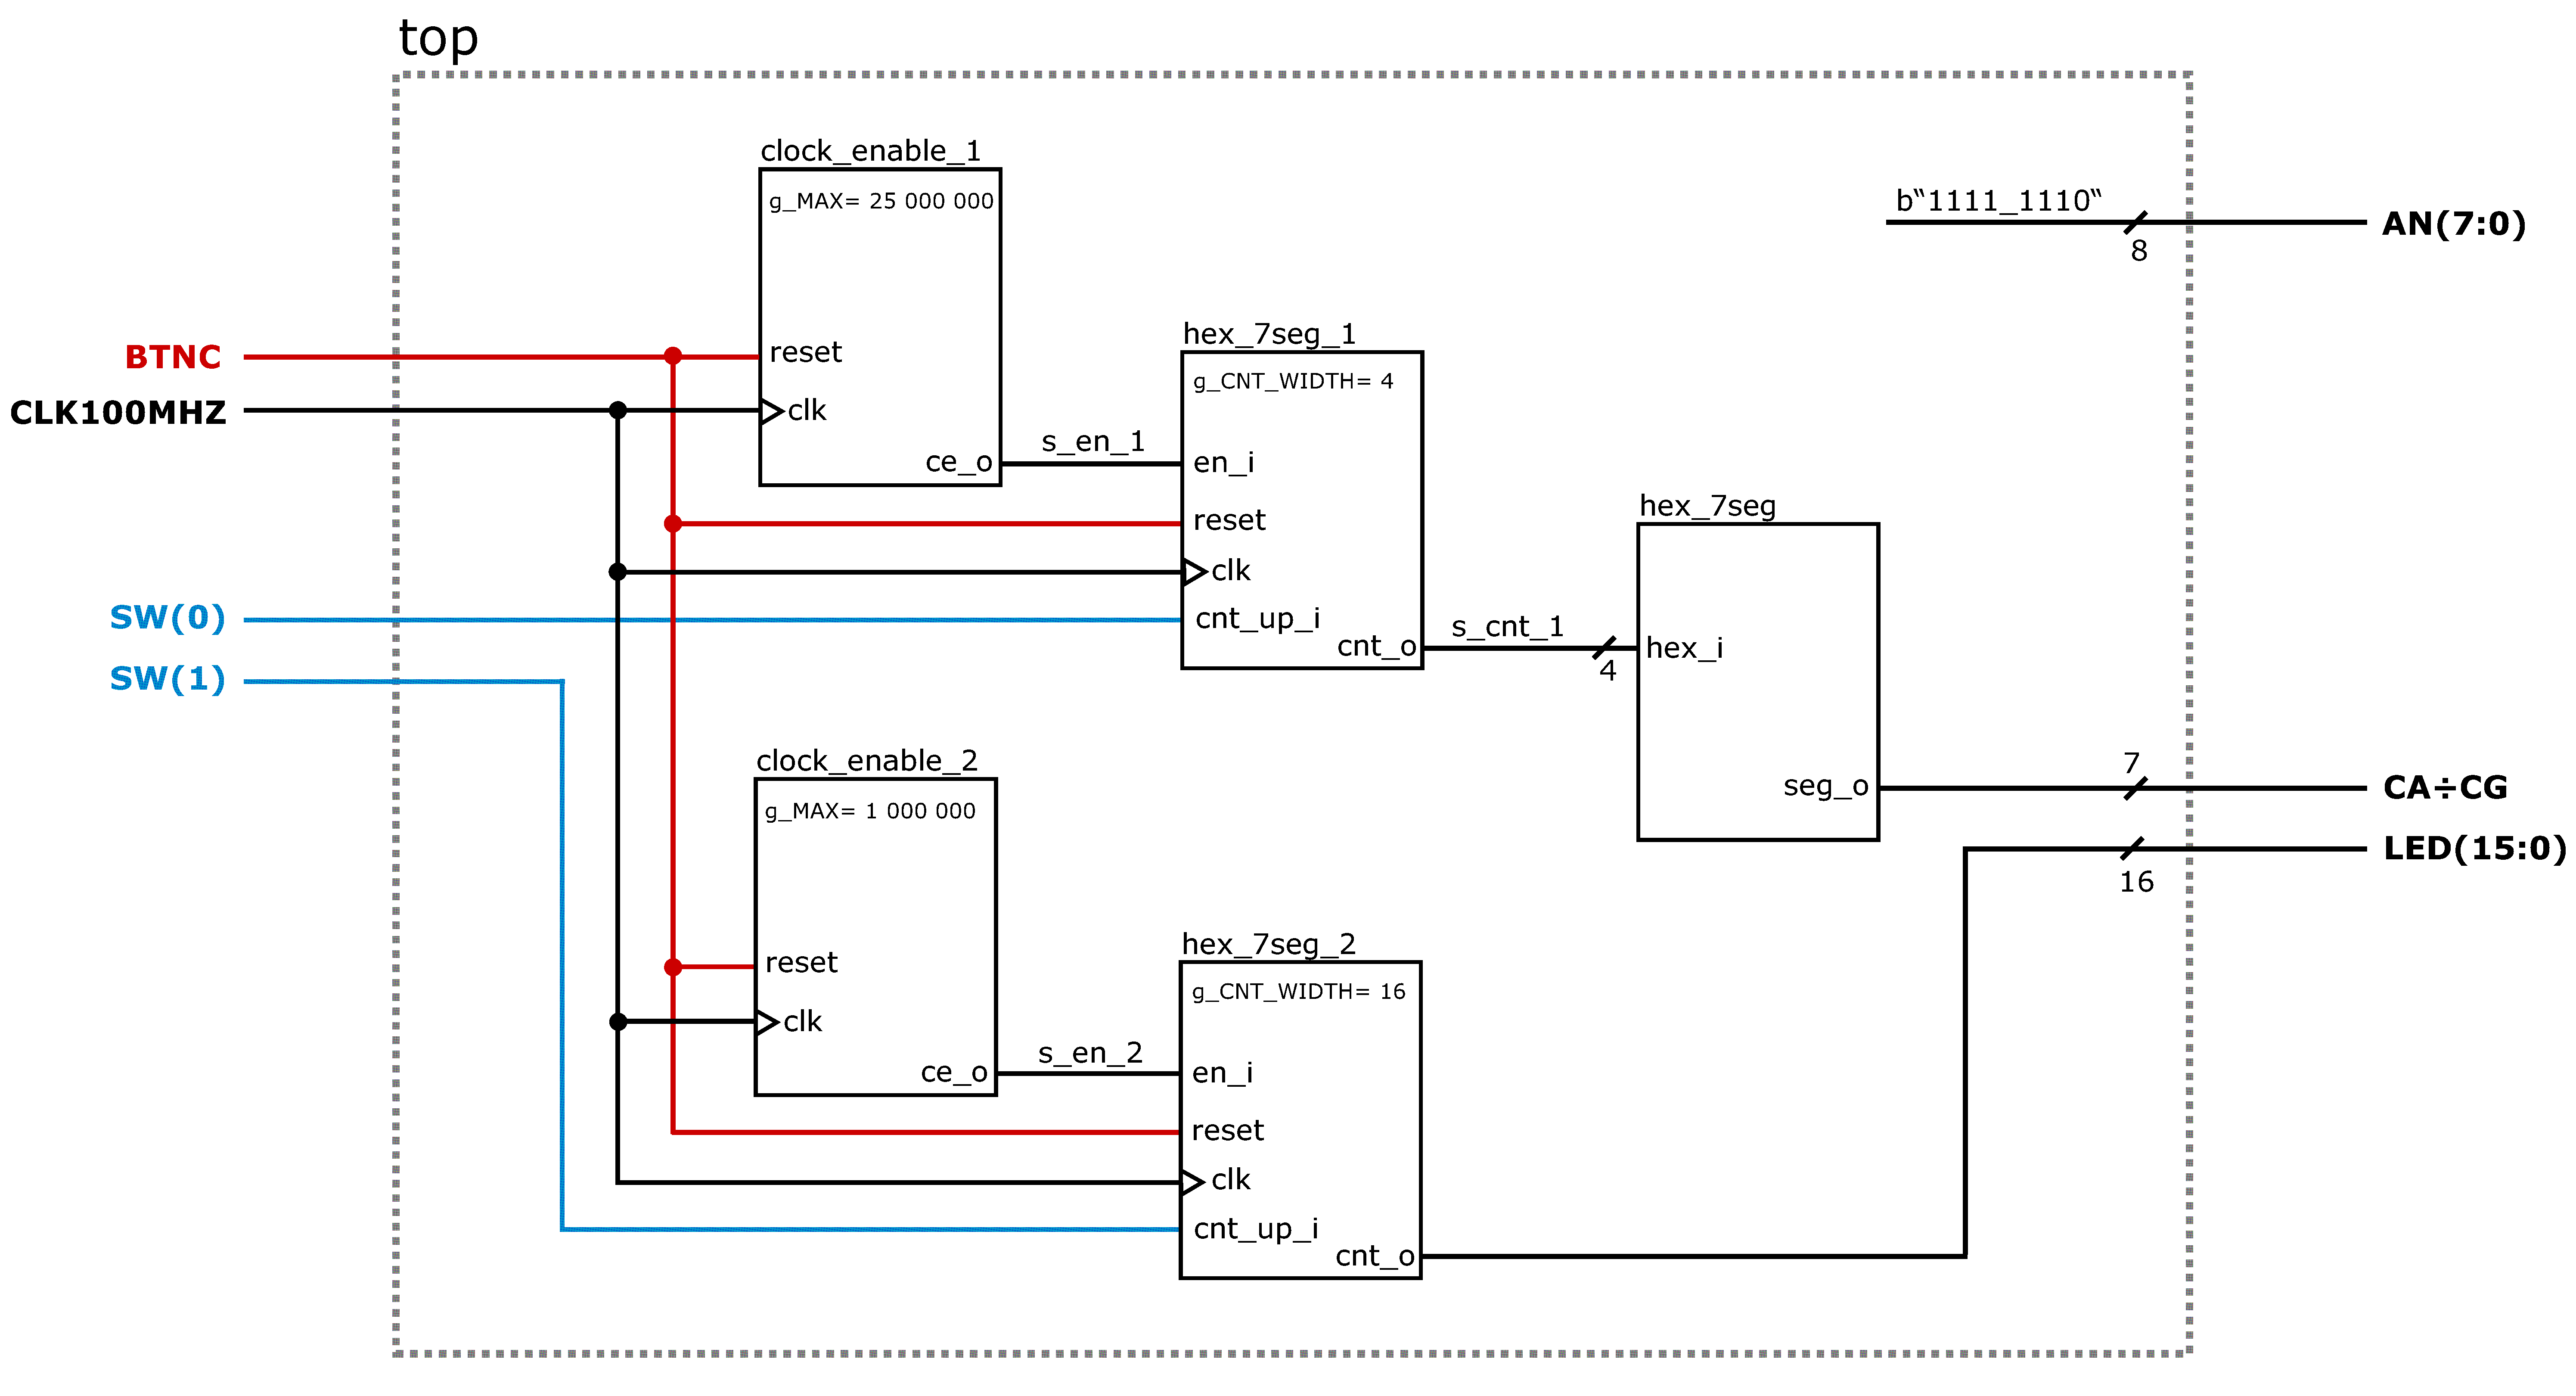 top
clock_enable_1
g_MAX= 25 000 000
reset
clk
ce_o
b“1111_1110“
8
AN(7:0)
BTNC
CLK100MHZ
SW(0)
SW(1)
s_en_1
hex_7seg_1
g_CNT_WIDTH= 4
en_i
reset
clk
cnt_up_i
cnt_o
s_cnt_1
4
hex_7seg
hex_i
seg_o
7
CA÷CG
16
LED(15:0)
clock_enable_2
g_MAX= 1 000 000
reset
clk
ce_o
s_en_2
hex_7seg_2
g_CNT_WIDTH= 16
en_i
reset
clk
cnt_up_i
cnt_o